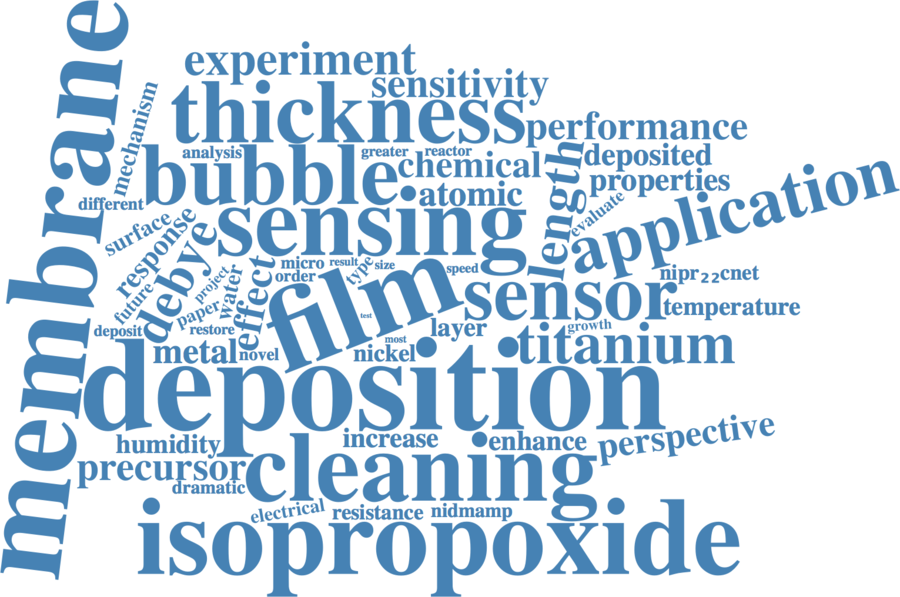 membrane
experiment
sensitivity
mechanism
thickness
performance
analysis
greater
reactor
bubble
chemical
deposited
properties
atomic
length
application
different
evaluate
surface
response
debye
sensing
micro
result
type
size
speed
order
nipr₂₂cnet
future
project
water
effect
film
sensor
temperature
paper
deposit
restore
test
layer
growth
most
metal
novel
nickel
titanium
deposition
humidity
increase
enhance
perspective
precursor
dramatic
cleaning
electrical
resistance
nidmamp
isopropoxide